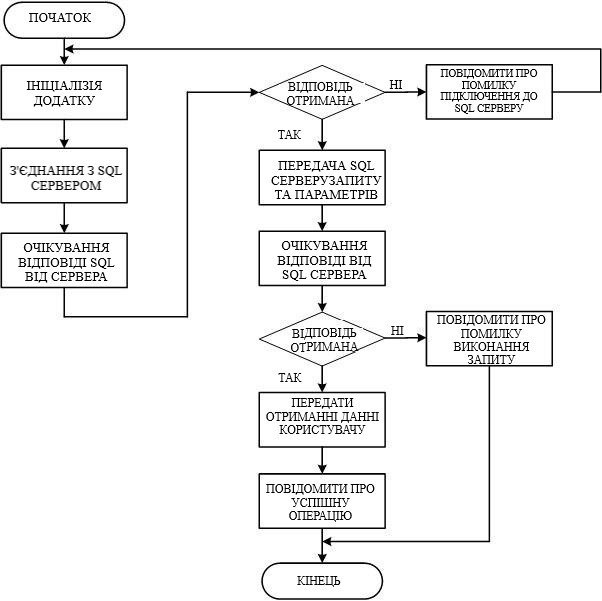 ПОЧАТОК
ІНІЦІАЛІЗІЯ
ДОДАТКУ
З'ЄДНАННЯ З SQL
СЕРВЕРОМ
ОЧІКУВАННЯ
ВІДПОВІДІ SQL
ВІД СЕРВЕРА
ВІДПОВІДЬ
ОТРИМАНА
НІ
ПОВІДОМИТИ ПРО
ПОМИЛКУ
ПІДКЛЮЧЕННЯ ДО
SQL СЕРВЕРУ
ТАК
ПЕРЕДАЧА SQL
СЕРВЕРУЗАПИТУ
ТА ПАРАМЕТРІВ
ОЧІКУВАННЯ
ВІДПОВІДІ ВІД
SQL СЕРВЕРА
ВІДПОВІДЬ
ОТРИМАНА
НІ
ПОВІДОМИТИ ПРО
ПОМИЛКУ
ВИКОНАННЯ
ЗАПИТУ
ТАК
ПЕРЕДАТИ
ОТРИМАННІ ДАННІ
КОРИСТУВАЧУ
ПОВІДОМИТИ ПРО
УСПІШНУ
ОПЕРАЦІЮ
КІНЕЦЬ